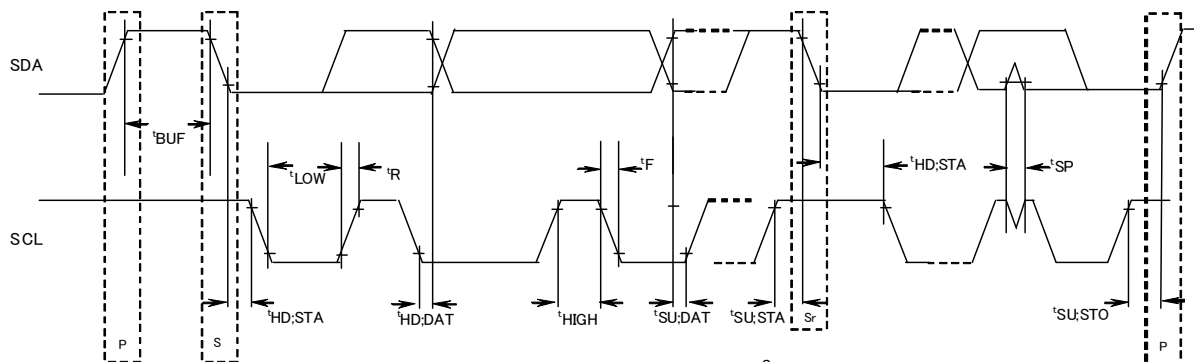 SDA
tBUF
tLOW
tR
tF
tHD;STA
tSP
SCL
tHD;STA
tHD;DAT
tHIGH
tSU;DAT
tSU;STA
Sr
tSU;STO
P
S
P